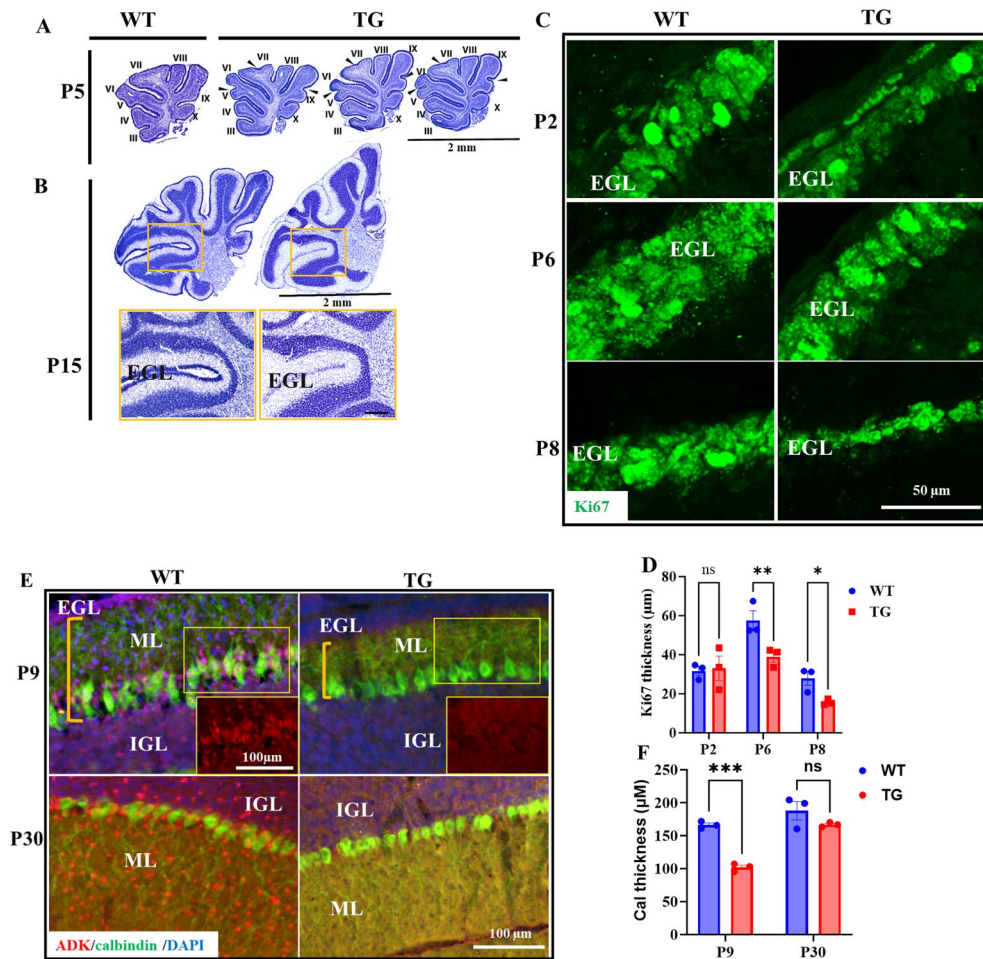 A
WT
TG
P5
VI
VII
VIII
V
IX
IV
X
III
VI
VII
VIII
V
IX
IV
X
III
VI
VII
VIII
IX
V
IV
X
III
VI
VII
VIII
IX
V
X
IV
III
2 mm
B
P15
2 mm
EGL
EGL
C
WT
TG
P2
EGL
EGL
P6
EGL
EGL
P8
EGL
EGL
Ki67
50 µm
E
WT
TG
P9
EGL
ML
IGL
100µm
EGL
ML
IGL
P30
IGL
ML
IGL
ML
ADK/calbindin /DAPI
100 µm
D
Ki67 thickness (µm)
80
60
40
20
0
ns
**
*
WT
TG
P2
P6
P8
F
Cal thickness (µM)
250
200
150
100
50
0
***
ns
WT
TG
P9
P30